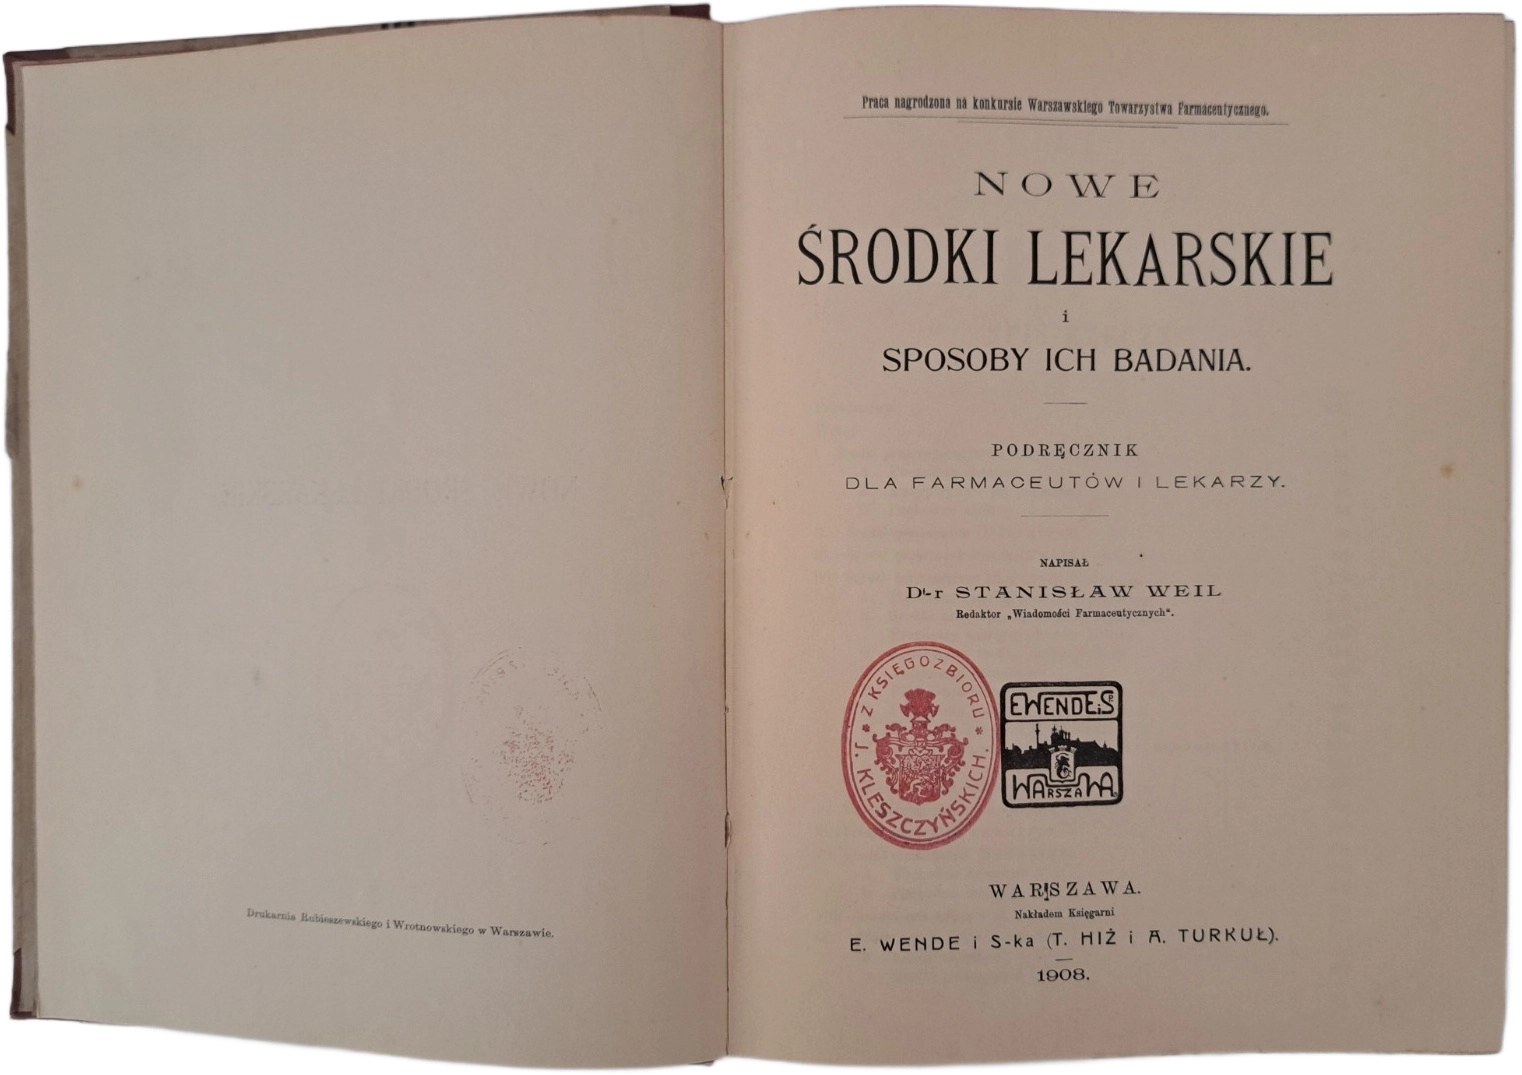 Drukarnia Rubieszewskiego i Wrotnowskiego w Warszawie.
Praca nagrodzona na konkursie Warszawskiego Towarzystwa Farmaceutycznego.
NOWE
ŚRODKI LEKARSKIE
i
SPOSOBY ICH BADANIA.
PODRĘCZNIK
DLA FARMACEUTÓW I LEKARZY.
NAPISAŁ
D-r STANISŁAW WEIL
Redaktor „Wiadomości Farmaceutycznych“.
* Z KSIĘGOZBIORU *
J. KLESZCZYŃSKICH.
E WENDE i SP.
WARSZAWA
WARSZAWA.
Nakładem Księgarni
E. WENDE i S-ka (T. HIŻ i A. TURKUŁ).
1908.